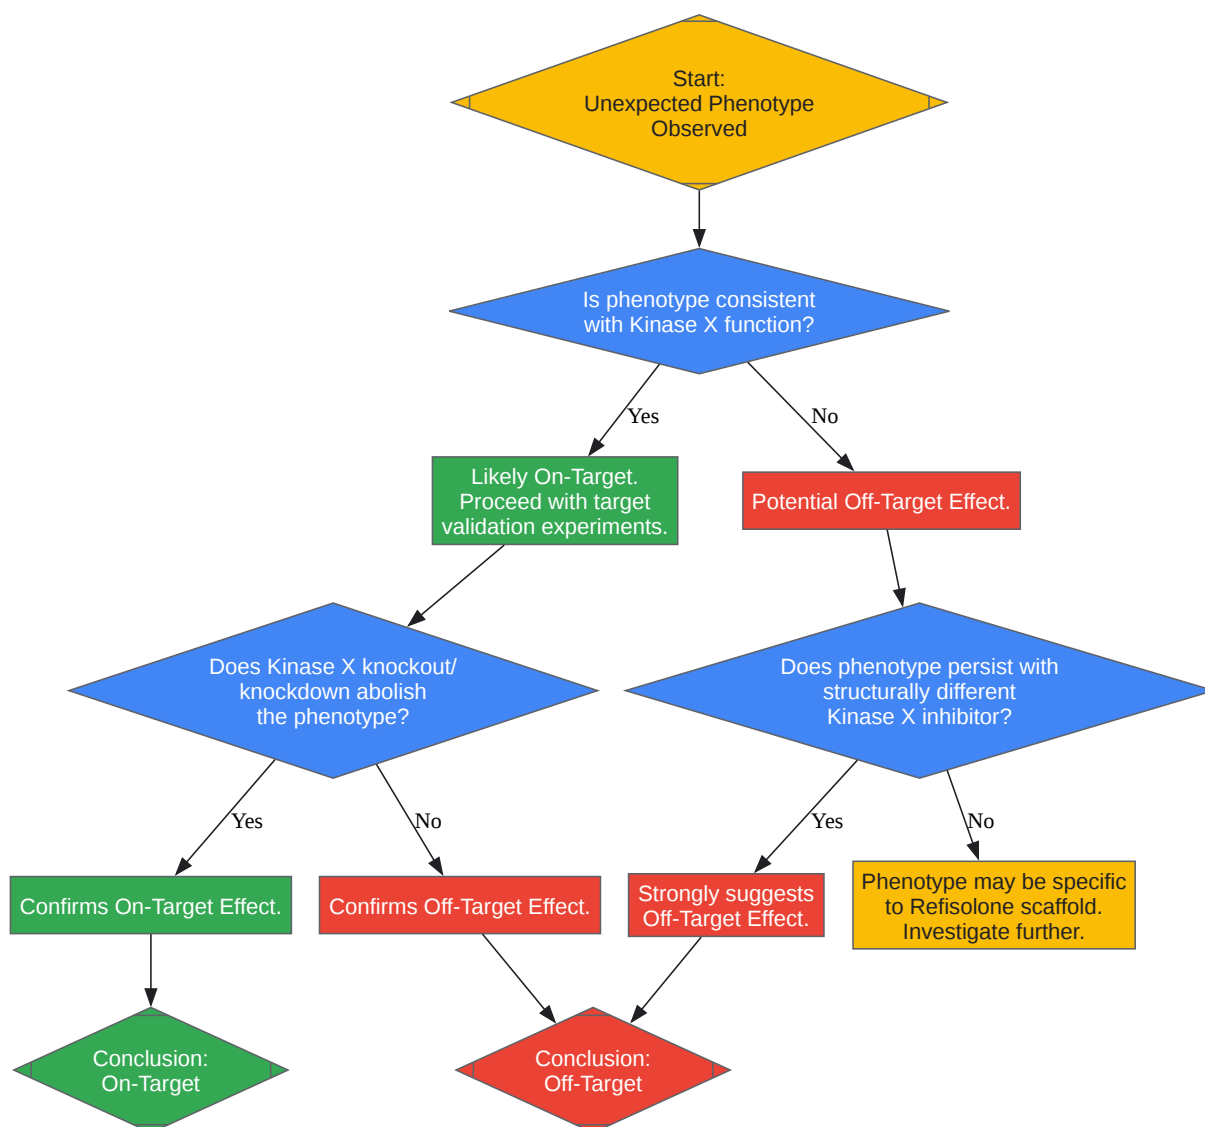 Start:
Unexpected Phenotype
Observed
Is phenotype consistent
with Kinase X function?
Yes
No
Likely On-Target.
Proceed with target
validation experiments.
Potential Off-Target Effect.
Does Kinase X knockout/
knockdown abolish
the phenotype?
Does phenotype persist with
structurally different
Kinase X inhibitor?
Yes
No
Yes
No
Confirms On-Target Effect.
Confirms Off-Target Effect.
Strongly suggests
Off-Target Effect.
Phenotype may be specific
to Refisolone scaffold.
Investigate further.
Conclusion:
On-Target
Conclusion:
Off-Target